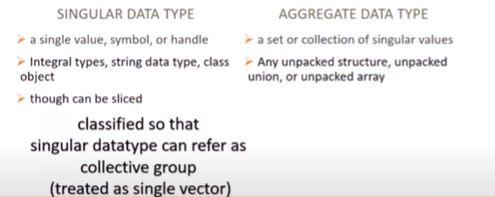 SINGULAR DATA TYPE
➢ a single value, symbol, or handle
➢ Integral types, string data type, class
object
➢ though can be sliced
classified so that
singular datatype can refer as
collective group
(treated as single vector)
AGGREGATE DATA TYPE
➢ a set or collection of singular values
➢ Any unpacked structure, unpacked
union, or unpacked array